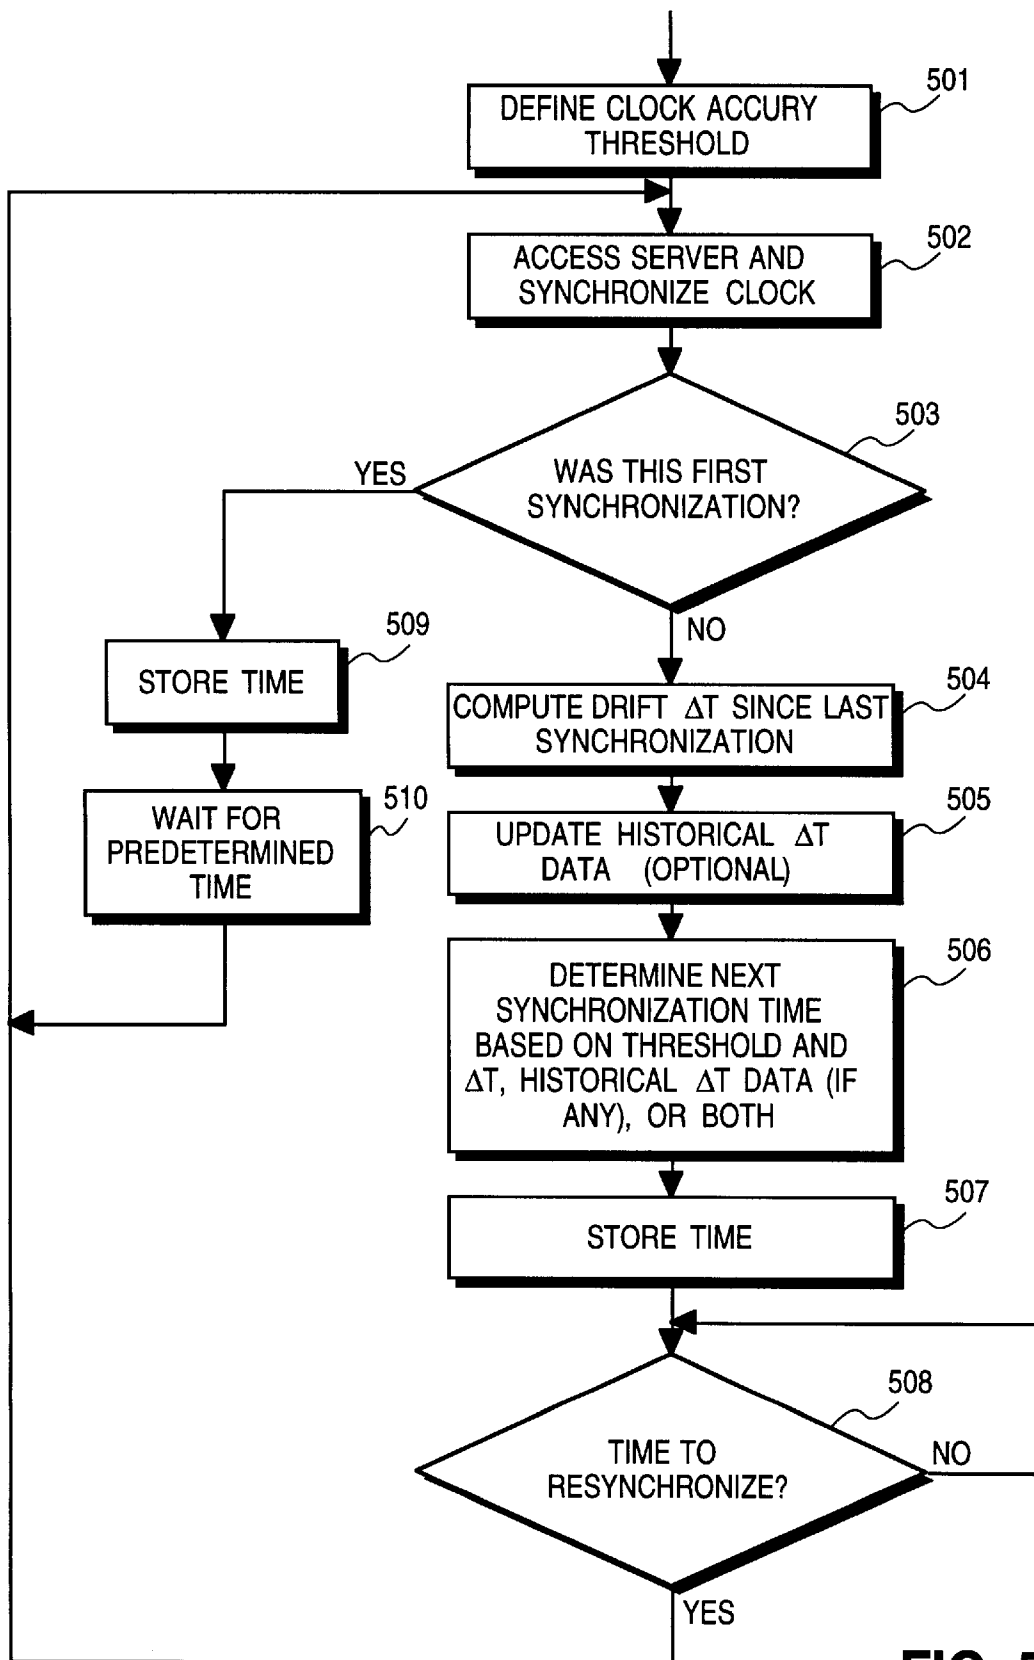 501
DEFINE CLOCK ACCURY
THRESHOLD
502
ACCESS SERVER AND
SYNCHRONIZE CLOCK
503
WAS THIS FIRST
SYNCHRONIZATION?
YES
NO
509
STORE TIME
510
WAIT FOR
PREDETERMINED
TIME
504
COMPUTE DRIFT ΔT SINCE LAST
SYNCHRONIZATION
505
UPDATE HISTORICAL ΔT
DATA (OPTIONAL)
506
DETERMINE NEXT
SYNCHRONIZATION TIME
BASED ON THRESHOLD AND
ΔT, HISTORICAL ΔT DATA (IF
ANY), OR BOTH
507
STORE TIME
508
TIME TO
RESYNCHRONIZE?
NO
YES
FIG.